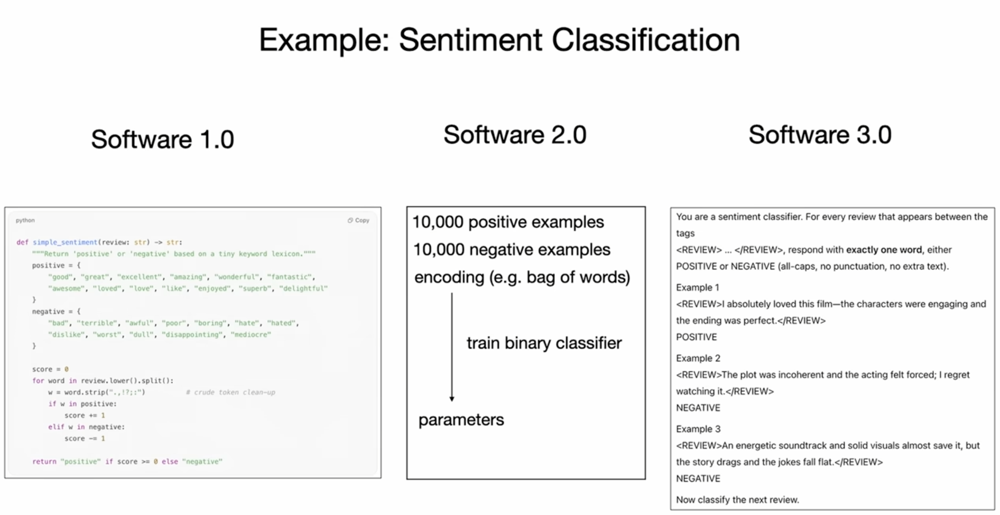 Example: Sentiment Classification
Software 1.0
python
Copy
def simple_sentiment(review: str) -> str:
    """Return 'positive' or 'negative' based on a tiny keyword lexicon."""
    positive = {
        "good", "great", "excellent", "amazing", "wonderful", "fantastic",
        "awesome", "loved", "love", "like", "enjoyed", "superb", "delightful"
    }
    negative = {
        "bad", "terrible", "awful", "poor", "boring", "hate", "hated",
        "dislike", "worst", "dull", "disappointing", "mediocre"
    }
    score = 0
    for word in review.lower().split():
        w = word.strip(".,!?;:")          # crude token clean-up
        if w in positive:
            score += 1
        elif w in negative:
            score -= 1
    return "positive" if score >= 0 else "negative"
Software 2.0
10,000 positive examples
10,000 negative examples
encoding (e.g. bag of words)
train binary classifier
parameters
Software 3.0
You are a sentiment classifier. For every review that appears between the
tags
<REVIEW> ... </REVIEW>, respond with exactly one word, either
POSITIVE or NEGATIVE (all-caps, no punctuation, no extra text).
Example 1
<REVIEW>I absolutely loved this film—the characters were engaging and
the ending was perfect.</REVIEW>
POSITIVE
Example 2
<REVIEW>The plot was incoherent and the acting felt forced; I regret
watching it.</REVIEW>
NEGATIVE
Example 3
<REVIEW>An energetic soundtrack and solid visuals almost save it, but
the story drags and the jokes fall flat.</REVIEW>
NEGATIVE
Now classify the next review.